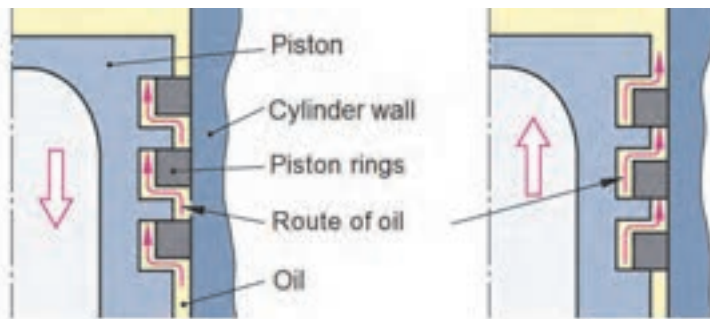 Piston
Cylinder wall
Piston rings
Route of oil
Oil